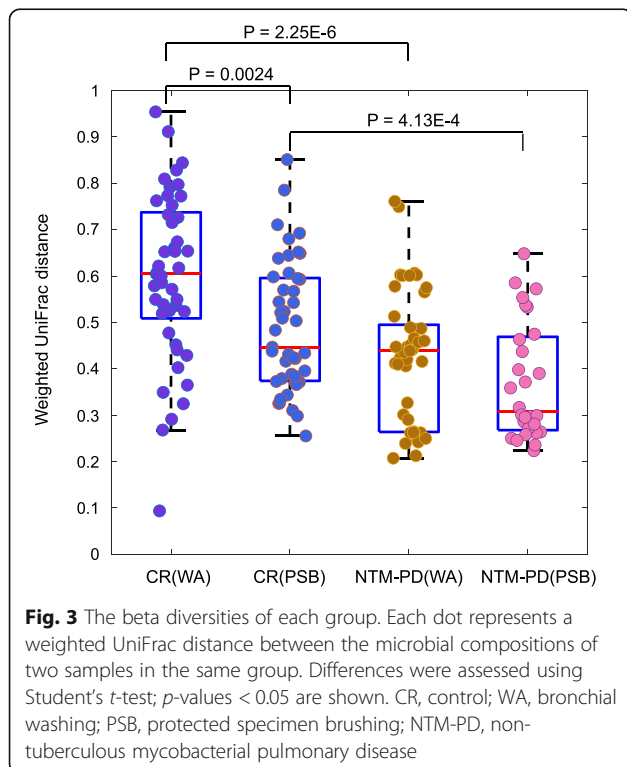 P = 2.25E-6
P = 0.0024
P = 4.13E-4
1
0.9
0.8
0.7
0.6
0.5
0.4
0.3
0.2
0.1
0
Weighted UniFrac distance
CR(WA) CR(PSB) NTM-PD(WA) NTM-PD(PSB)
Fig. 3 The beta diversities of each group. Each dot represents a
weighted UniFrac distance between the microbial compositions of
two samples in the same group. Differences were assessed using
Student's t-test; p-values < 0.05 are shown. CR, control; WA, bronchial
washing; PSB, protected specimen brushing; NTM-PD, non-
tuberculous mycobacterial pulmonary disease